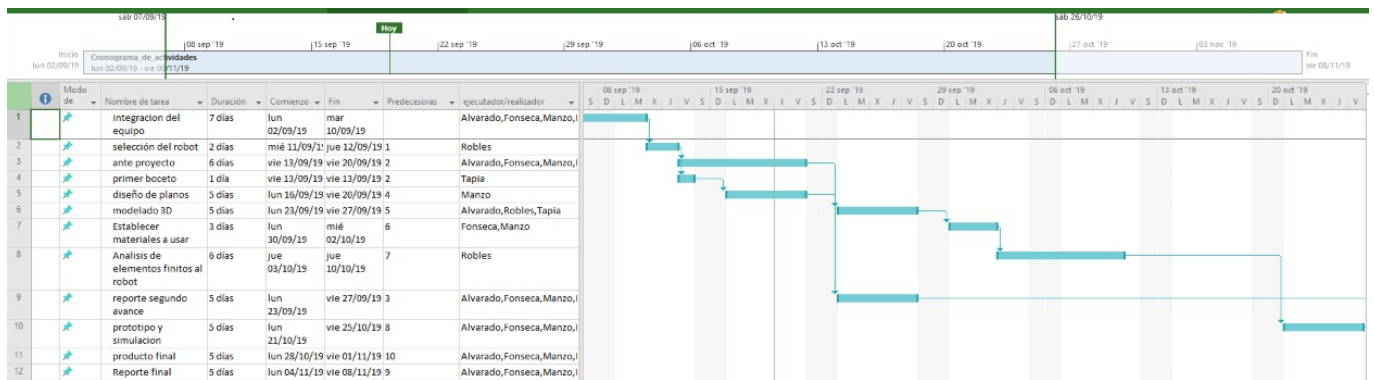 sáb 07/09/19
sáb 26/10/19
Hoy
08 sep '19 15 sep '19 22 sep '19 29 sep '19 06 oct '19 13 oct '19 20 oct '19 27 oct '19 03 nov '19
Inicio
lun 02/09/19
Cronograma_de_actividades
lun 02/09/19 - vie 08/11/19
Fin
vie 08/11/19
Modo de Nombre de tarea Duración Comienzo Fin Predecesoras ejecutador/realizador
08 sep '19 15 sep '19 22 sep '19 29 sep '19 06 oct '19 13 oct '19 20 oct '19
S D L M X J V S D L M X J V S D L M X J V S D L M X J V S D L M X J V S D L M X J V S D L M X J V
1 integracion del equipo 7 días lun 02/09/19 mar 10/09/19 Alvarado,Fonseca,Manzo,
2 selección del robot 2 días mié 11/09/1 jue 12/09/19 1 Robles
3 ante proyecto 6 días vie 13/09/19 vie 20/09/19 2 Alvarado,Fonseca,Manzo,
4 primer boceto 1 día vie 13/09/19 vie 13/09/19 2 Tapia
5 diseño de planos 5 días lun 16/09/19 vie 20/09/19 4 Manzo
6 modelado 3D 5 días lun 23/09/19 vie 27/09/19 5 Alvarado,Robles,Tapia
7 Establecer materiales a usar 3 días lun 30/09/19 mié 02/10/19 6 Fonseca,Manzo
8 Analisis de elementos finitos al robot 6 días jue 03/10/19 jue 10/10/19 7 Robles
9 reporte segundo avance 5 días lun 23/09/19 vie 27/09/19 3 Alvarado,Fonseca,Manzo,
10 prototipo y simulacion 5 días lun 21/10/19 vie 25/10/19 8 Alvarado,Fonseca,Manzo,
11 producto final 5 días lun 28/10/19 vie 01/11/19 10 Alvarado,Fonseca,Manzo,
12 Reporte final 5 días lun 04/11/19 vie 08/11/19 9 Alvarado,Fonseca,Manzo,